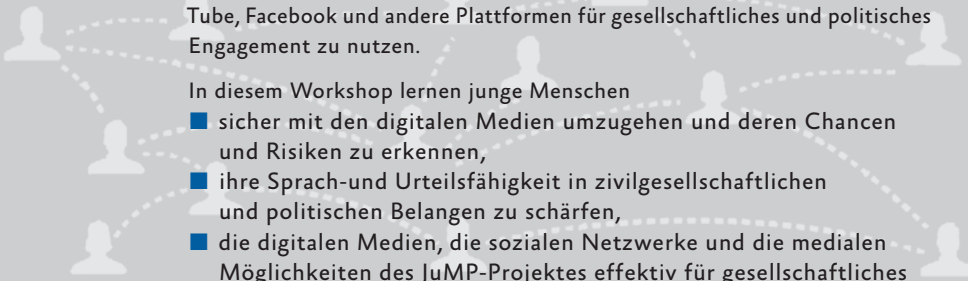 Tube, Facebook und andere Plattformen für gesellschaftliches und politisches
Engagement zu nutzen.
In diesem Workshop lernen junge Menschen
■ sicher mit den digitalen Medien umzugehen und deren Chancen
und Risiken zu erkennen,
■ ihre Sprach-und Urteilsfähigkeit in zivilgesellschaftlichen
und politischen Belangen zu schärfen,
■ die digitalen Medien, die sozialen Netzwerke und die medialen
Möglichkeiten des JuMP-Projektes effektiv für gesellschaftliches